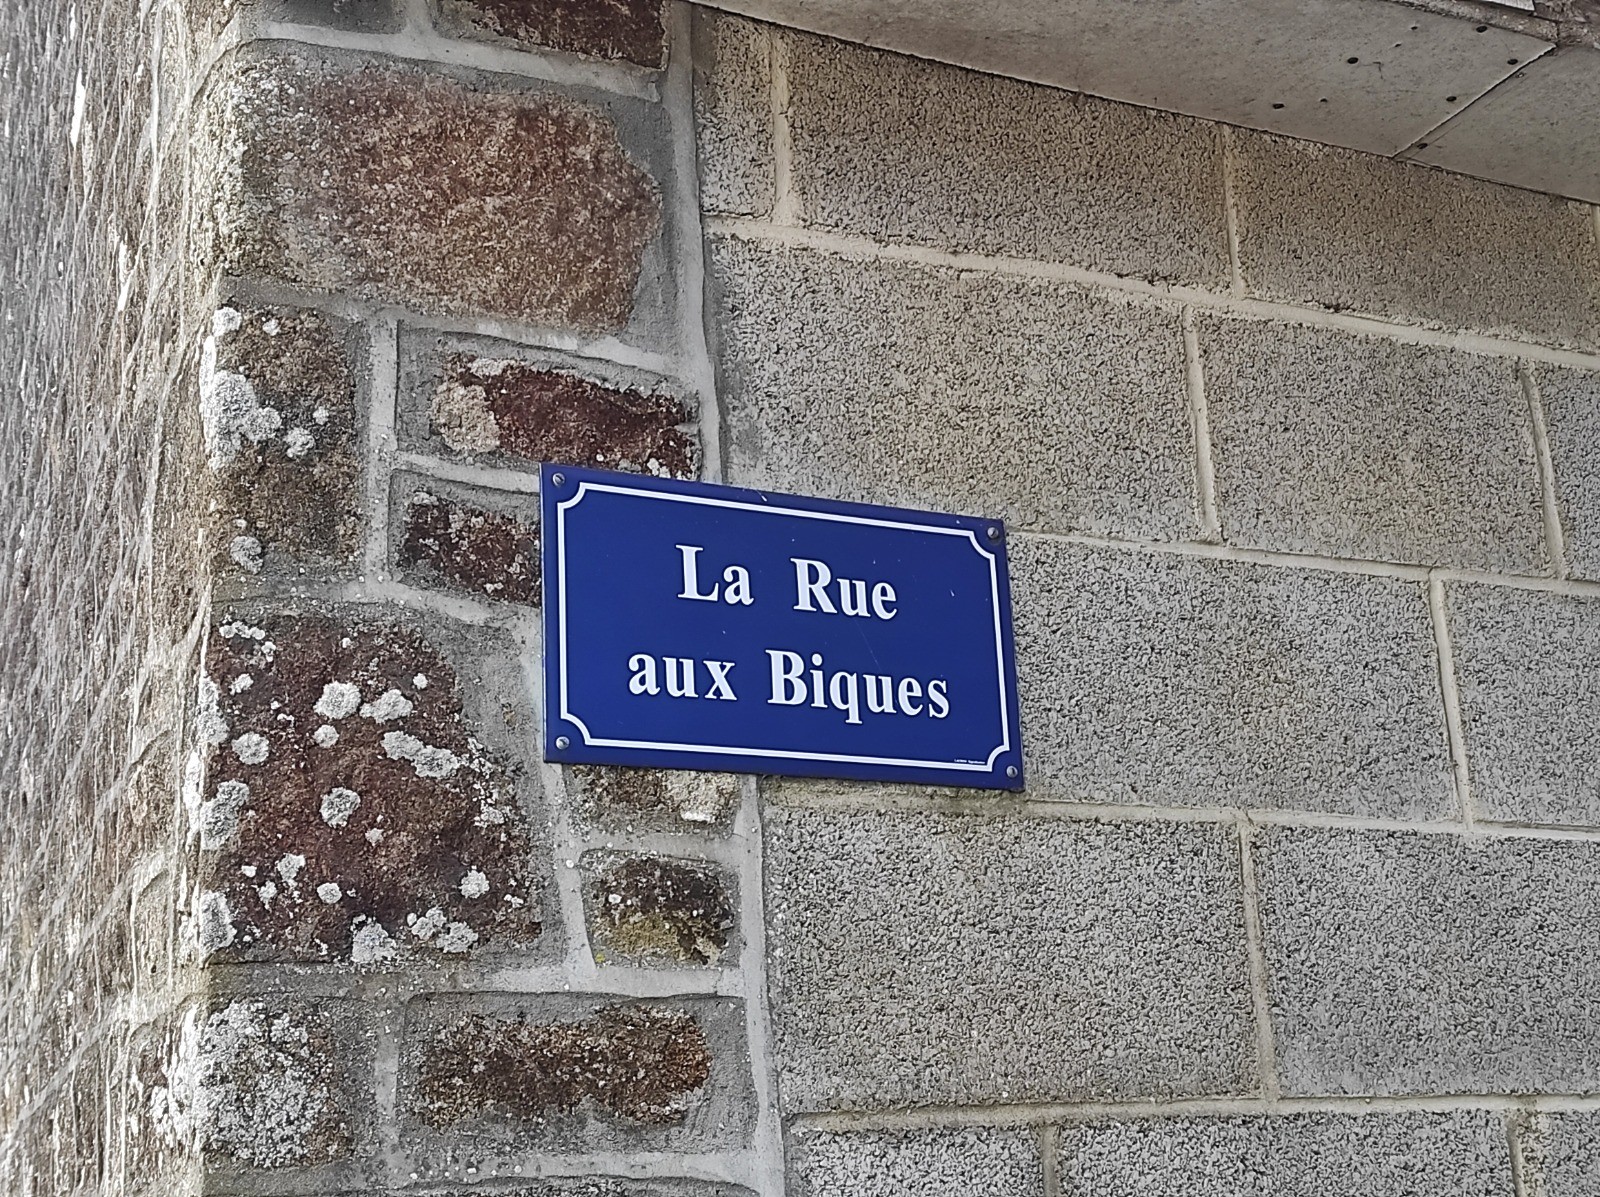 La Rue
aux Biques